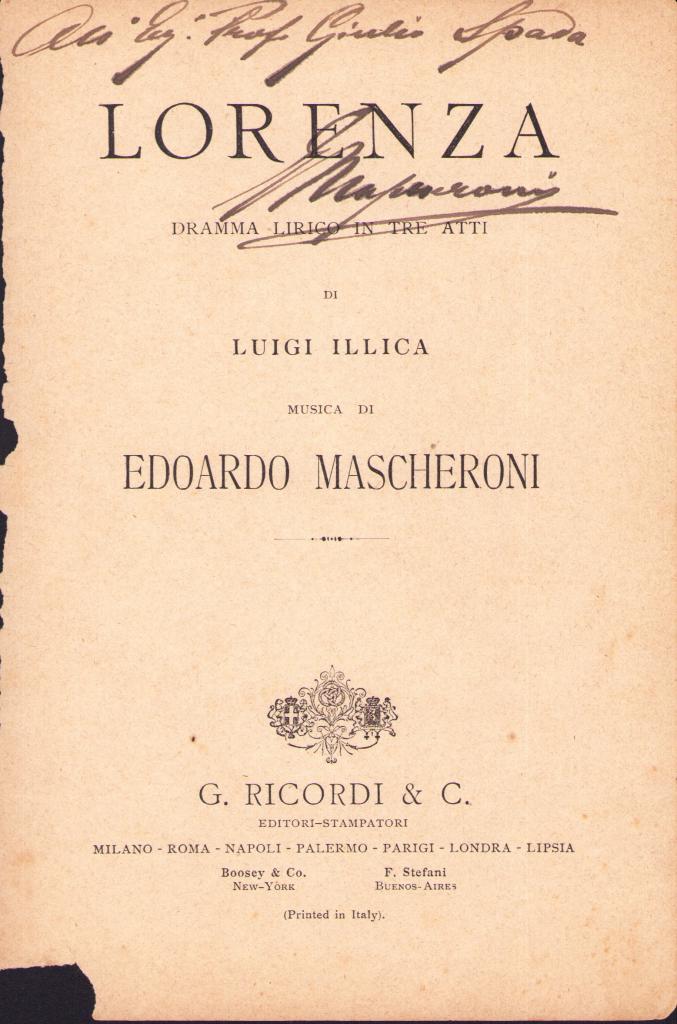 All' Eg. Prof. Giulio Spada
LORENZA
Mascheroni
DRAMMA LIRICO IN TRE ATTI
DI
LUIGI ILLICA
MUSICA DI
EDOARDO MASCHERONI
G. RICORDI & C.
EDITORI-STAMPATORI
MILANO - ROMA - NAPOLI - PALERMO - PARIGI - LONDRA - LIPSIA
Boosey & Co. F. Stefani
NEW-YORK BUENOS-AIRES
(Printed in Italy).